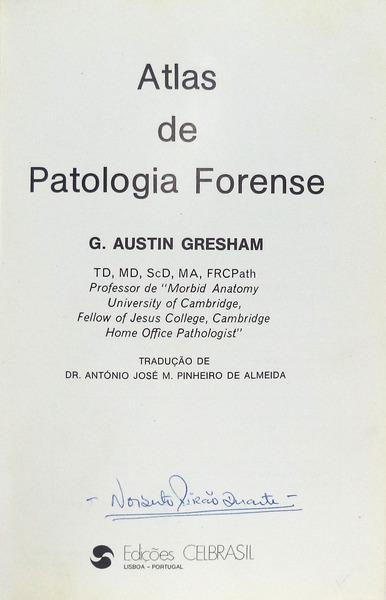 Atlas
de
Patologia Forense
G. AUSTIN GRESHAM
TD, MD, ScD, MA, FRCPath
Professor de "Morbid Anatomy
University of Cambridge,
Fellow of Jesus College, Cambridge
Home Office Pathologist"
TRADUÇÃO DE
DR. ANTÓNIO JOSÉ M. PINHEIRO DE ALMEIDA
- Norberto Duarte -
Edições CELBRASIL
LISBOA – PORTUGAL